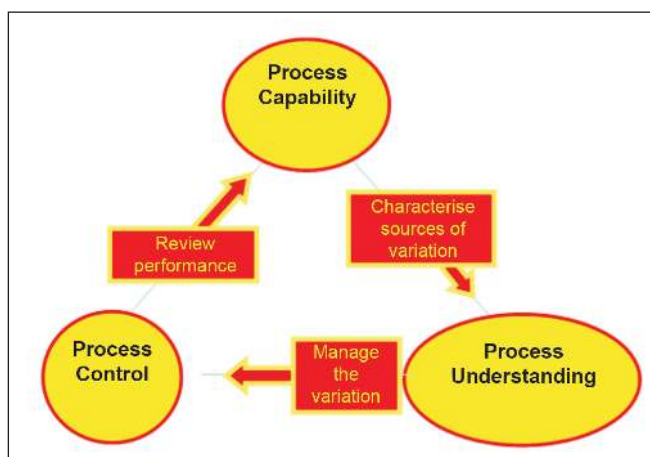 Process
Capability
Characterise
sources of
variation
Review
performance
Process
Control
Manage
the
variation
Process
Understanding